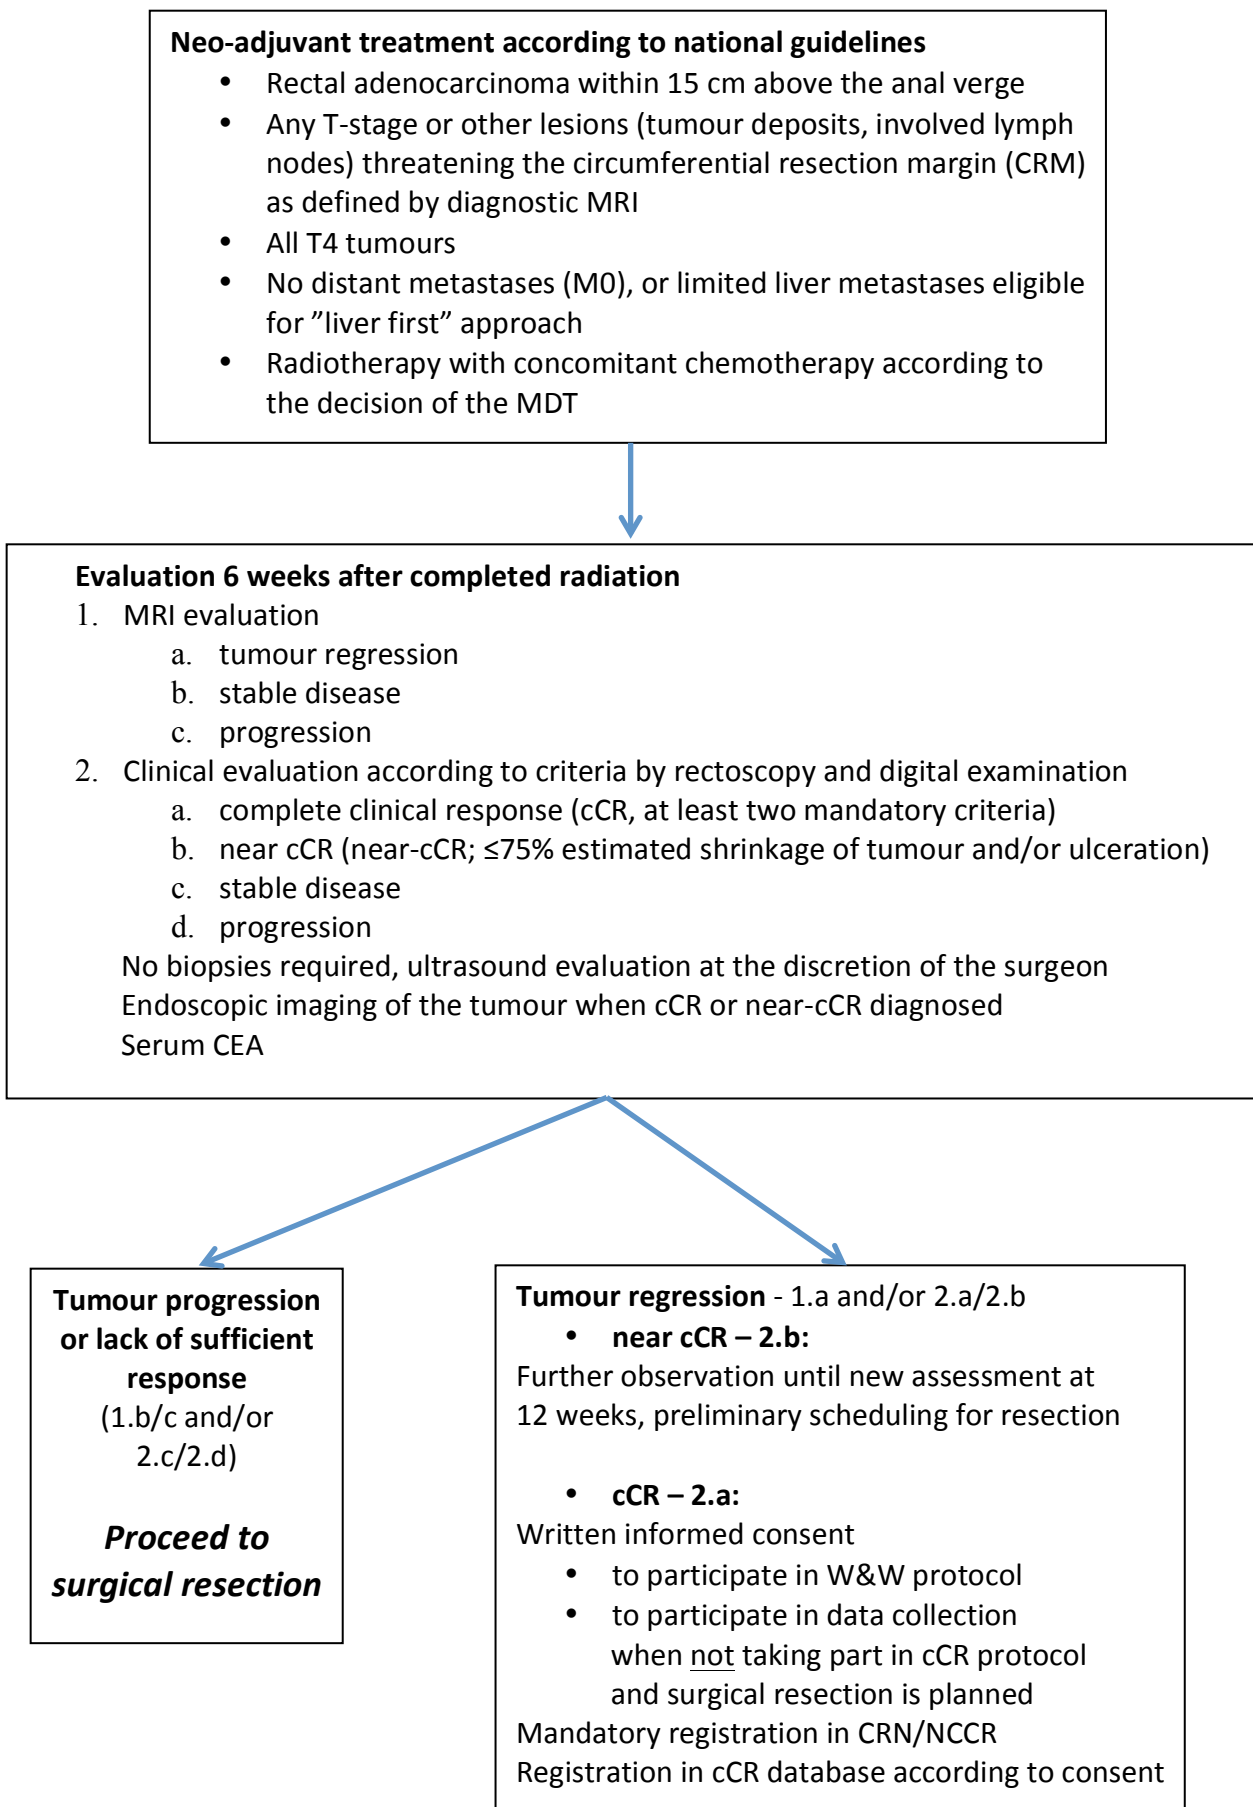 Neo-adjuvant treatment according to national guidelines
• Rectal adenocarcinoma within 15 cm above the anal verge
• Any T-stage or other lesions (tumour deposits, involved lymph
nodes) threatening the circumferential resection margin (CRM)
as defined by diagnostic MRI
• All T4 tumours
• No distant metastases (M0), or limited liver metastases eligible
for ”liver first” approach
• Radiotherapy with concomitant chemotherapy according to
the decision of the MDT
Evaluation 6 weeks after completed radiation
1. MRI evaluation
a. tumour regression
b. stable disease
c. progression
2. Clinical evaluation according to criteria by rectoscopy and digital examination
a. complete clinical response (cCR, at least two mandatory criteria)
b. near cCR (near-cCR; ≤75% estimated shrinkage of tumour and/or ulceration)
c. stable disease
d. progression
No biopsies required, ultrasound evaluation at the discretion of the surgeon
Endoscopic imaging of the tumour when cCR or near-cCR diagnosed
Serum CEA
Tumour progression
or lack of sufficient
response
(1.b/c and/or
2.c/2.d)
Proceed to
surgical resection
Tumour regression - 1.a and/or 2.a/2.b
• near cCR – 2.b:
Further observation until new assessment at
12 weeks, preliminary scheduling for resection
• cCR – 2.a:
Written informed consent
• to participate in W&W protocol
• to participate in data collection
when not taking part in cCR protocol
and surgical resection is planned
Mandatory registration in CRN/NCCR
Registration in cCR database according to consent